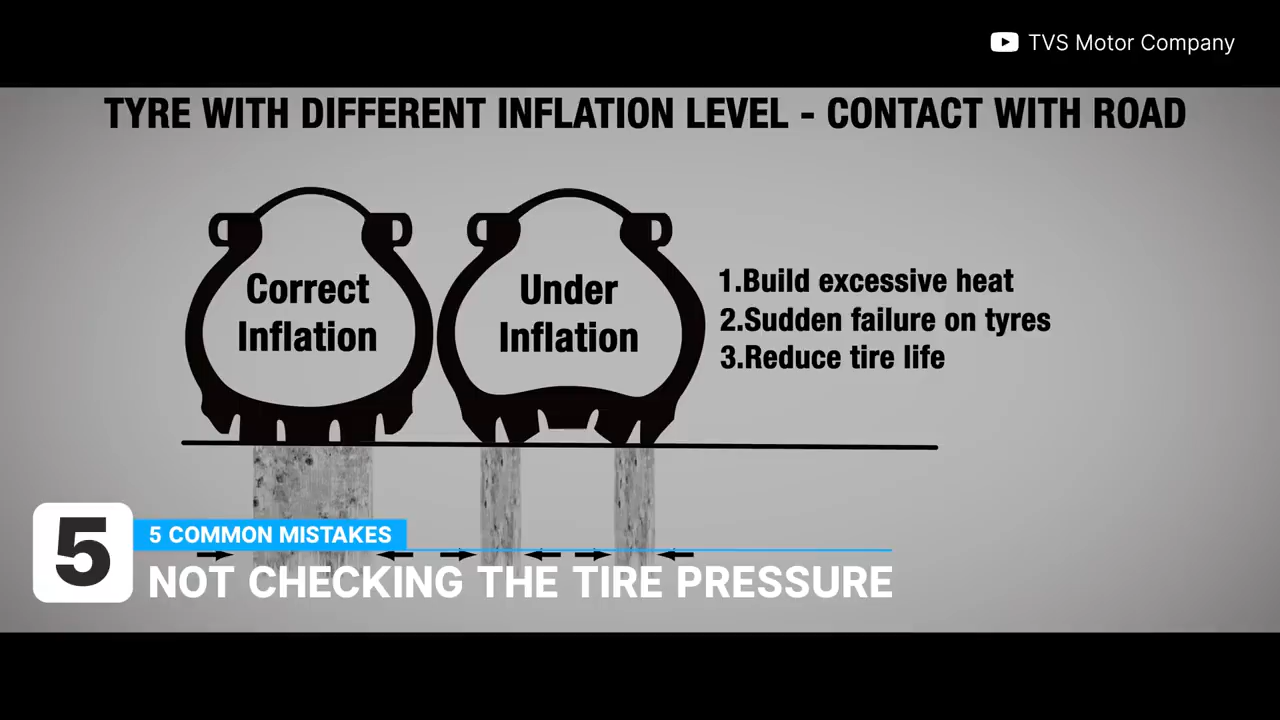 TVS Motor Company
TYRE WITH DIFFERENT INFLATION LEVEL - CONTACT WITH ROAD
Correct
Inflation
Under
Inflation
1.Build excessive heat
2.Sudden failure on tyres
3.Reduce tire life
5
5 COMMON MISTAKES
NOT CHECKING THE TIRE PRESSURE